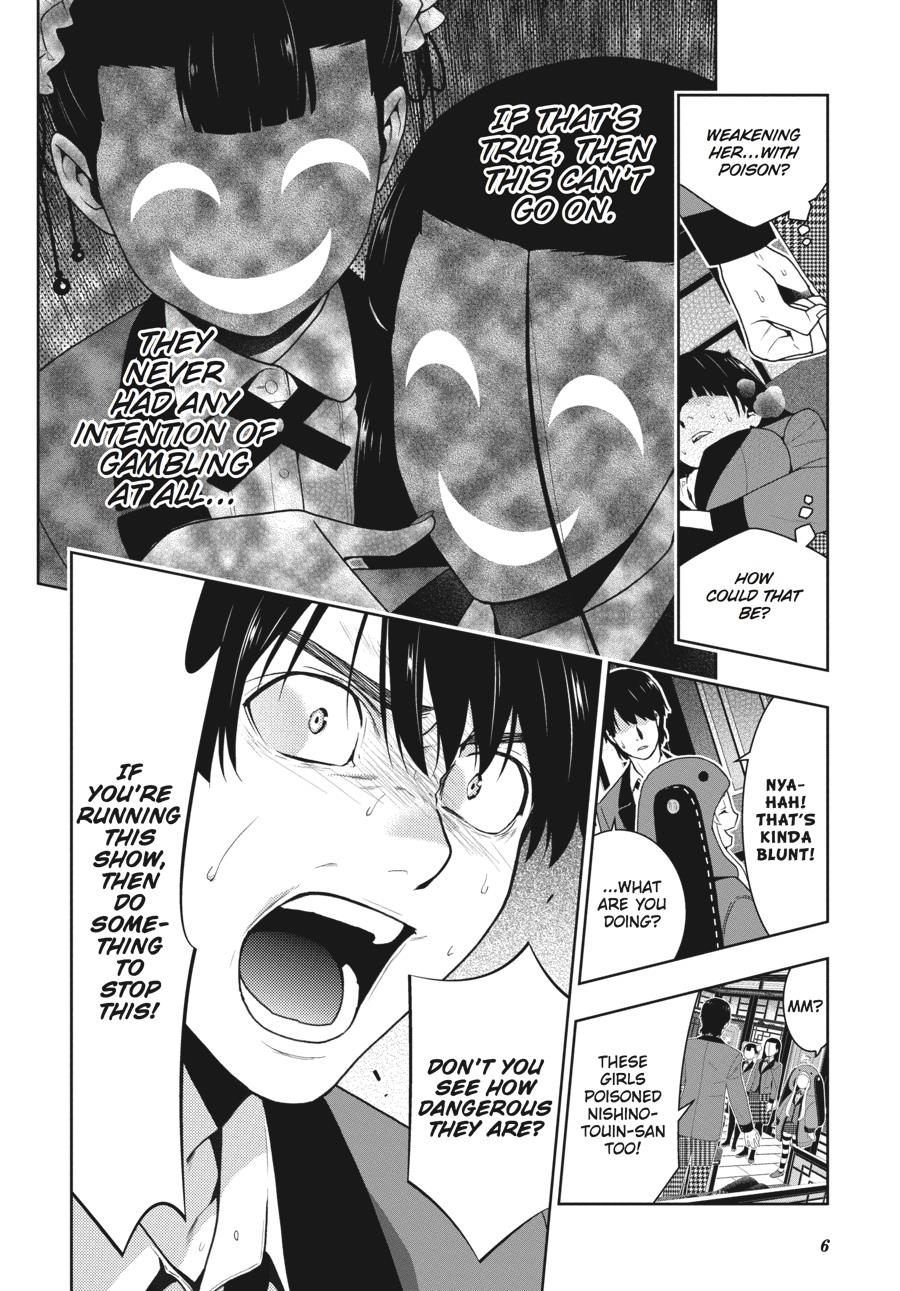 WEAKENING
HER...WITH
POISON?
HOW
COULD THAT
BE?
IF THAT'S
TRUE, THEN
THIS CAN'T
GO ON.
THEY
NEVER
HAD ANY
INTENTION OF
GAMBLING
AT ALL...
NYA-
HAH!
THAT'S
KINDA
BLUNT!
...WHAT
ARE YOU
DOING?
MM?
THESE
GIRLS
POISONED
NISHINO-
TOUIN-SAN
TOO!
DON'T YOU
SEE HOW
DANGEROUS
THEY ARE?
IF
YOU'RE
RUNNING
THIS
SHOW,
THEN
DO
SOME-
THING
TO
STOP
THIS!
6